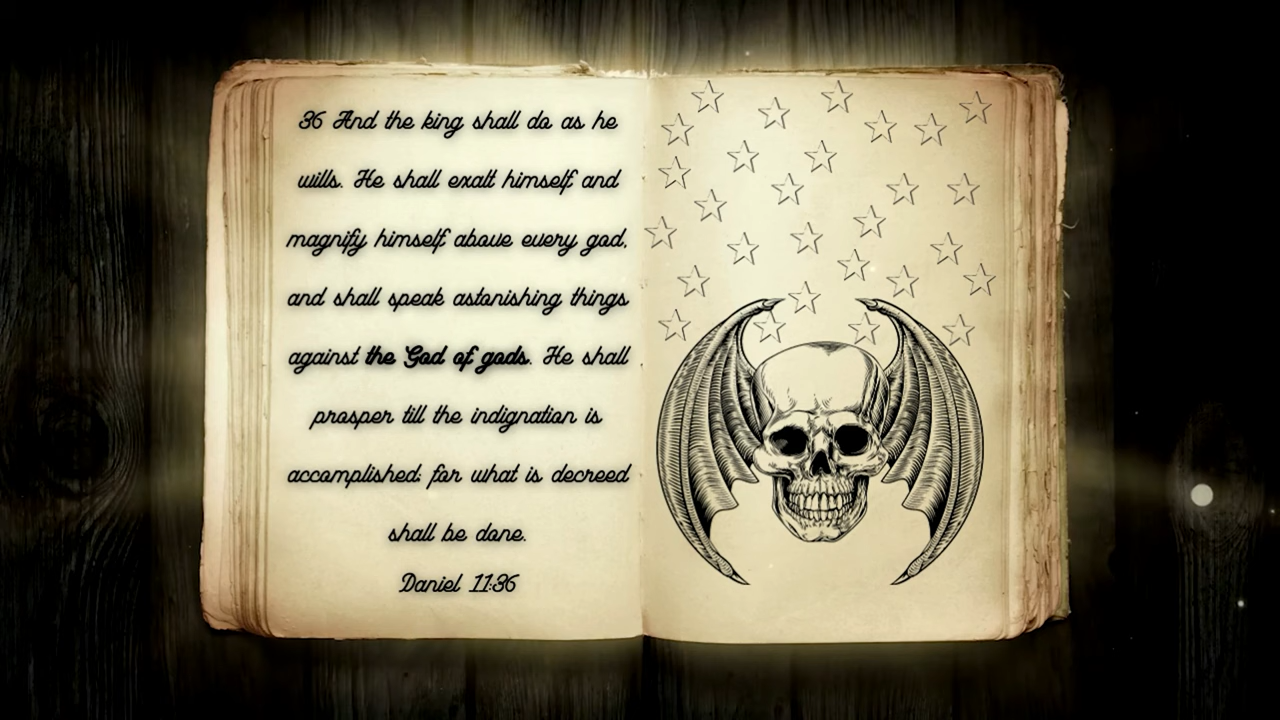 36 And the king shall do as he
wills. He shall exalt himself and
magnify himself above every god,
and shall speak astonishing things
against the God of gods. He shall
prosper till the indignation is
accomplished; for what is decreed
shall be done.
Daniel 11:36